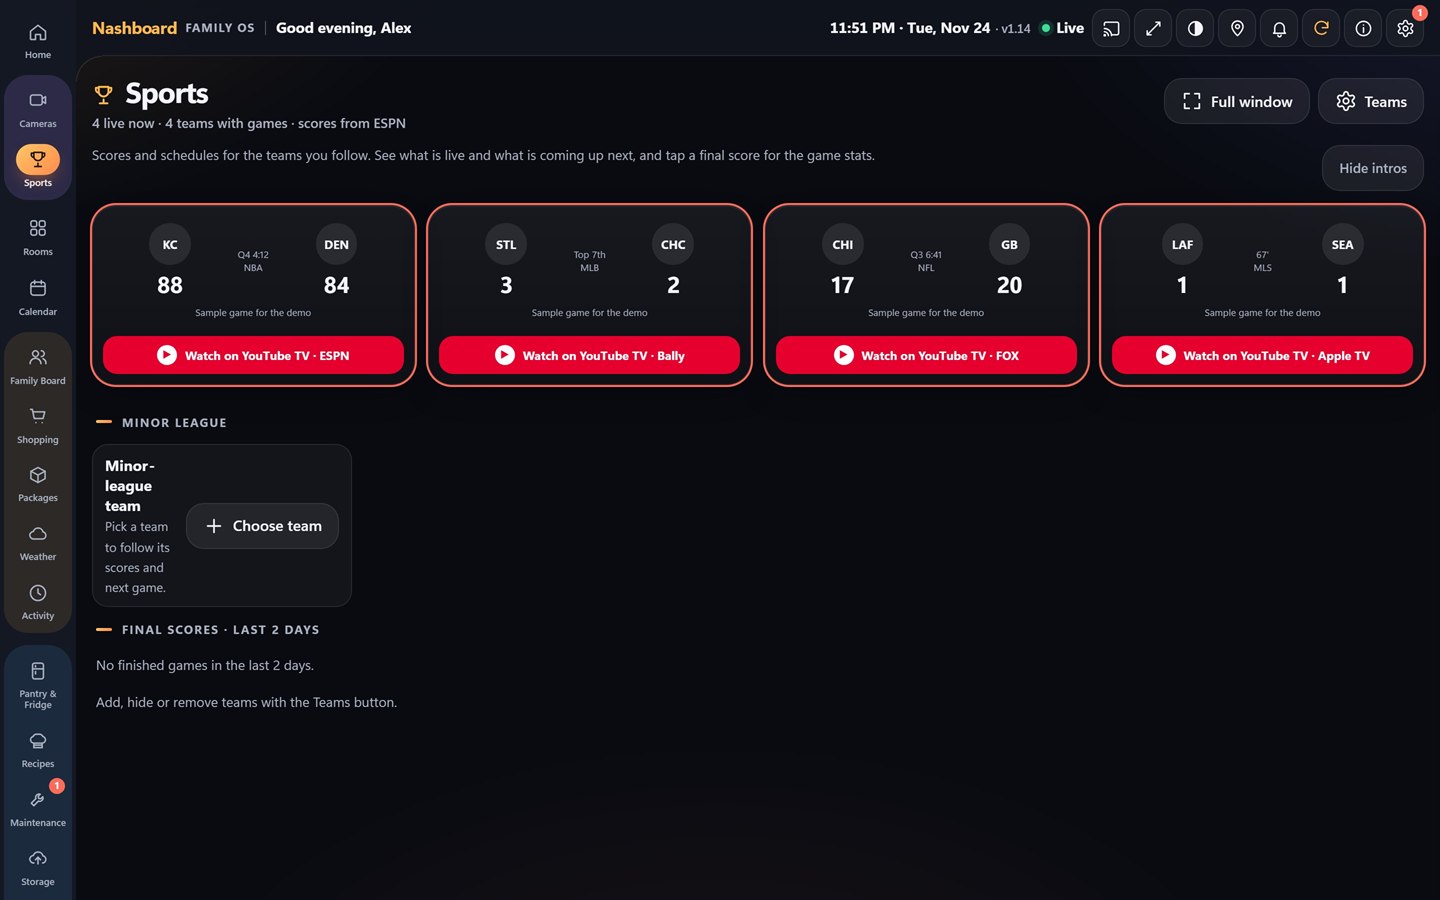 Nashboard FAMILY OS Good evening, Alex
11:51 PM · Tue, Nov 24 · v1.14 Live
1
Home
Cameras
Sports
Rooms
Calendar
Family Board
Shopping
Packages
Weather
Activity
Pantry &
Fridge
Recipes
1
Maintenance
Storage
Sports
4 live now · 4 teams with games · scores from ESPN
Full window
Teams
Scores and schedules for the teams you follow. See what is live and what is coming up next, and tap a final score for the game stats.
Hide intros
KC
Q4 4:12
NBA
DEN
88
84
Sample game for the demo
Watch on YouTube TV · ESPN
STL
Top 7th
MLB
CHC
3
2
Sample game for the demo
Watch on YouTube TV · Bally
CHI
Q3 6:41
NFL
GB
17
20
Sample game for the demo
Watch on YouTube TV · FOX
LAF
67'
MLS
SEA
1
1
Sample game for the demo
Watch on YouTube TV · Apple TV
MINOR LEAGUE
Minor-
league
team
Pick a team
to follow its
scores and
next game.
Choose team
FINAL SCORES · LAST 2 DAYS
No finished games in the last 2 days.
Add, hide or remove teams with the Teams button.